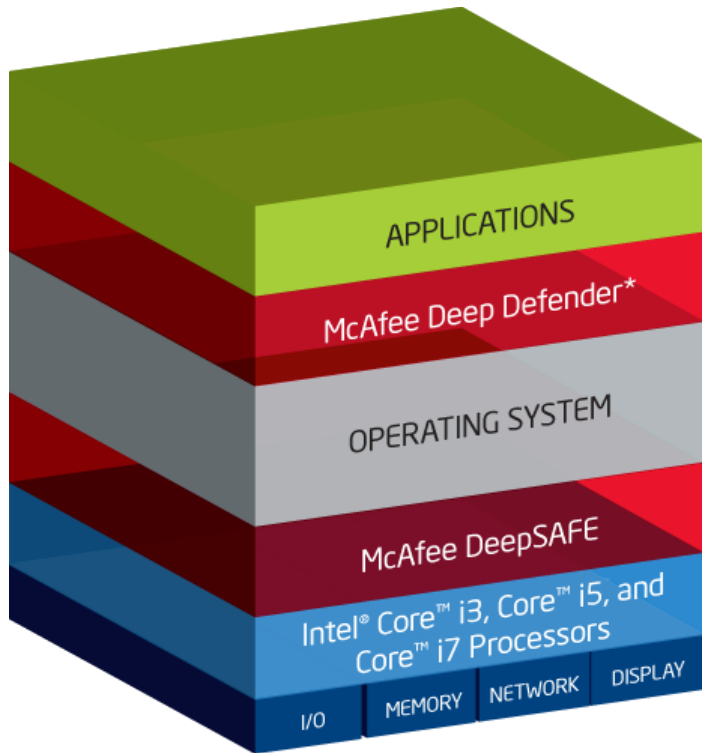 APPLICATIONS
McAfee Deep Defender*
OPERATING SYSTEM
McAfee DeepSAFE
Intel® Core™ i3, Core™ i5, and
Core™ i7 Processors
I/O MEMORY NETWORK DISPLAY